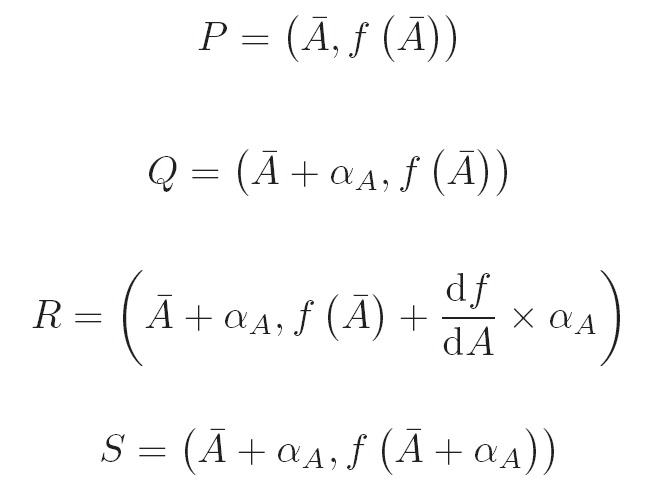 P = (Ā, f (Ā))
Q = (Ā + α_A, f (Ā))
R = (Ā + α_A, f (Ā) + df/dA × α_A)
S = (Ā + α_A, f (Ā + α_A))